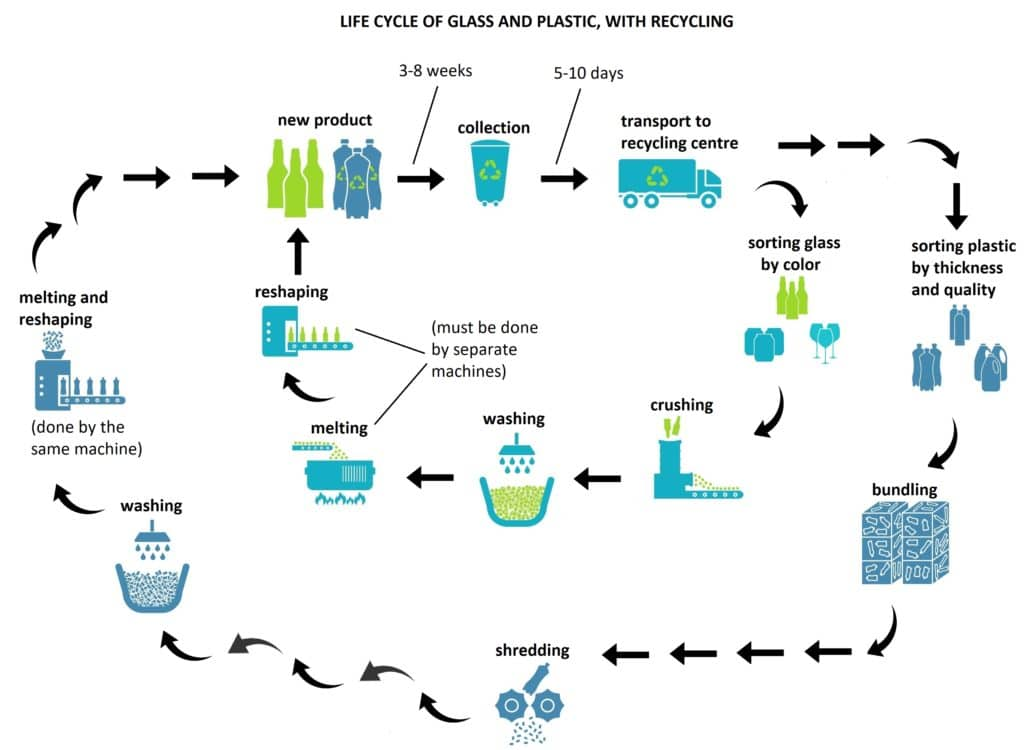 LIFE CYCLE OF GLASS AND PLASTIC, WITH RECYCLING
3-8 weeks
5-10 days
new product
collection
transport to
recycling centre
sorting glass
by color
sorting plastic
by thickness
and quality
melting and
reshaping
(done by the
same machine)
reshaping
(must be done
by separate
machines)
melting
washing
crushing
bundling
washing
shredding